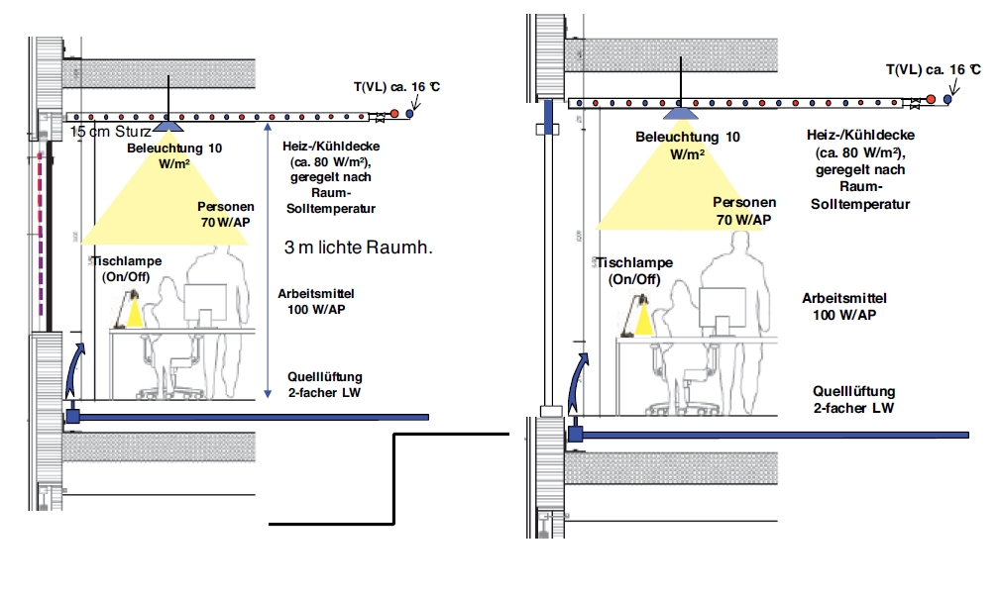 T(VL) ca. 16 °C
15 cm Sturz
Beleuchtung 10
W/m²
Heiz-/Kühldecke
(ca. 80 W/m²),
geregelt nach
Raum-
Solltemperatur
Personen
70 W/AP
3 m lichte Raumh.
Tischlampe
(On/Off)
Arbeitsmittel
100 W/AP
Quelllüftung
2-facher LW
T(VL) ca. 16 °C
Beleuchtung 10
W/m²
Heiz-/Kühldecke
(ca. 80 W/m²),
geregelt nach
Raum-
Solltemperatur
Personen
70 W/AP
Tischlampe
(On/Off)
Arbeitsmittel
100 W/AP
Quelllüftung
2-facher LW